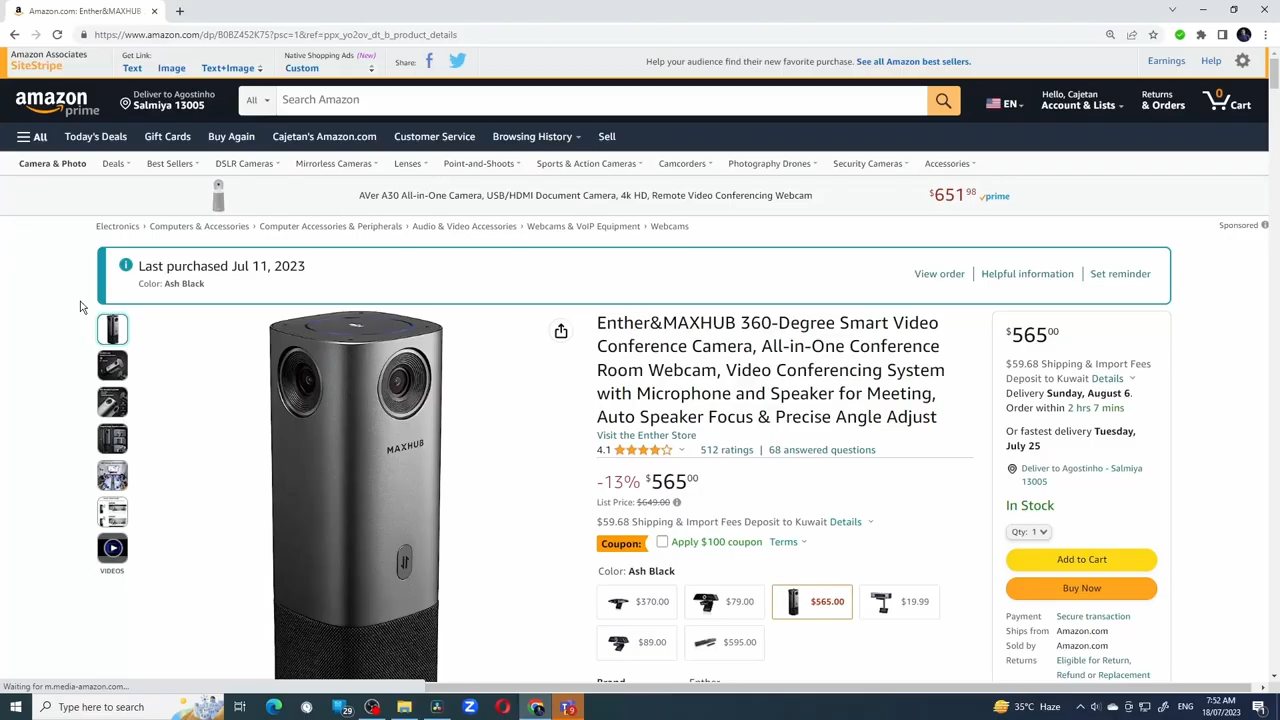 Amazon.com: Enther&MAXHUB
https://www.amazon.com/dp/B0BZ452K75?psc=1&ref=ppx_yo2ov_dt_b_product_details
Amazon Associates
SiteStripe
Get Link:
Text Image Text+Image
Native Shopping Ads (New)
Custom
Share:
Help your audience find their new favorite purchase. See all Amazon best sellers.
Earnings Help
amazon
prime
Deliver to Agostinho
Salmiya 13005
All
Search Amazon
EN
Hello, Cajetan
Account & Lists
Returns
& Orders
0
Cart
All Today's Deals Gift Cards Buy Again Cajetan's Amazon.com Customer Service Browsing History Sell
Camera & Photo Deals Best Sellers DSLR Cameras Mirrorless Cameras Lenses Point-and-Shoots Sports & Action Cameras Camcorders Photography Drones Security Cameras Accessories
AVer A30 All-in-One Camera, USB/HDMI Document Camera, 4k HD, Remote Video Conferencing Webcam
$651 98 prime
Electronics › Computers & Accessories › Computer Accessories & Peripherals › Audio & Video Accessories › Webcams & VoIP Equipment › Webcams
Sponsored
Last purchased Jul 11, 2023
Color: Ash Black
View order Helpful information Set reminder
MAXHUB
VIDEOS
Enther&MAXHUB 360-Degree Smart Video
Conference Camera, All-in-One Conference
Room Webcam, Video Conferencing System
with Microphone and Speaker for Meeting,
Auto Speaker Focus & Precise Angle Adjust
Visit the Enther Store
4.1 512 ratings | 68 answered questions
-13% $565 00
List Price: $649.00
$59.68 Shipping & Import Fees Deposit to Kuwait Details
Coupon: Apply $100 coupon Terms
Color: Ash Black
$370.00 $79.00 $565.00 $19.99
$89.00 $595.00
Brand Enther
$565 00
$59.68 Shipping & Import Fees
Deposit to Kuwait Details
Delivery Sunday, August 6.
Order within 2 hrs 7 mins
Or fastest delivery Tuesday,
July 25
Deliver to Agostinho - Salmiya
13005
In Stock
Qty: 1
Add to Cart
Buy Now
Payment Secure transaction
Ships from Amazon.com
Sold by Amazon.com
Returns Eligible for Return,
Refund or Replacement
Waiting for m.media-amazon.com...
Type here to search
29
9
35°C Haze
ENG
7:52 AM
18/07/2023
1